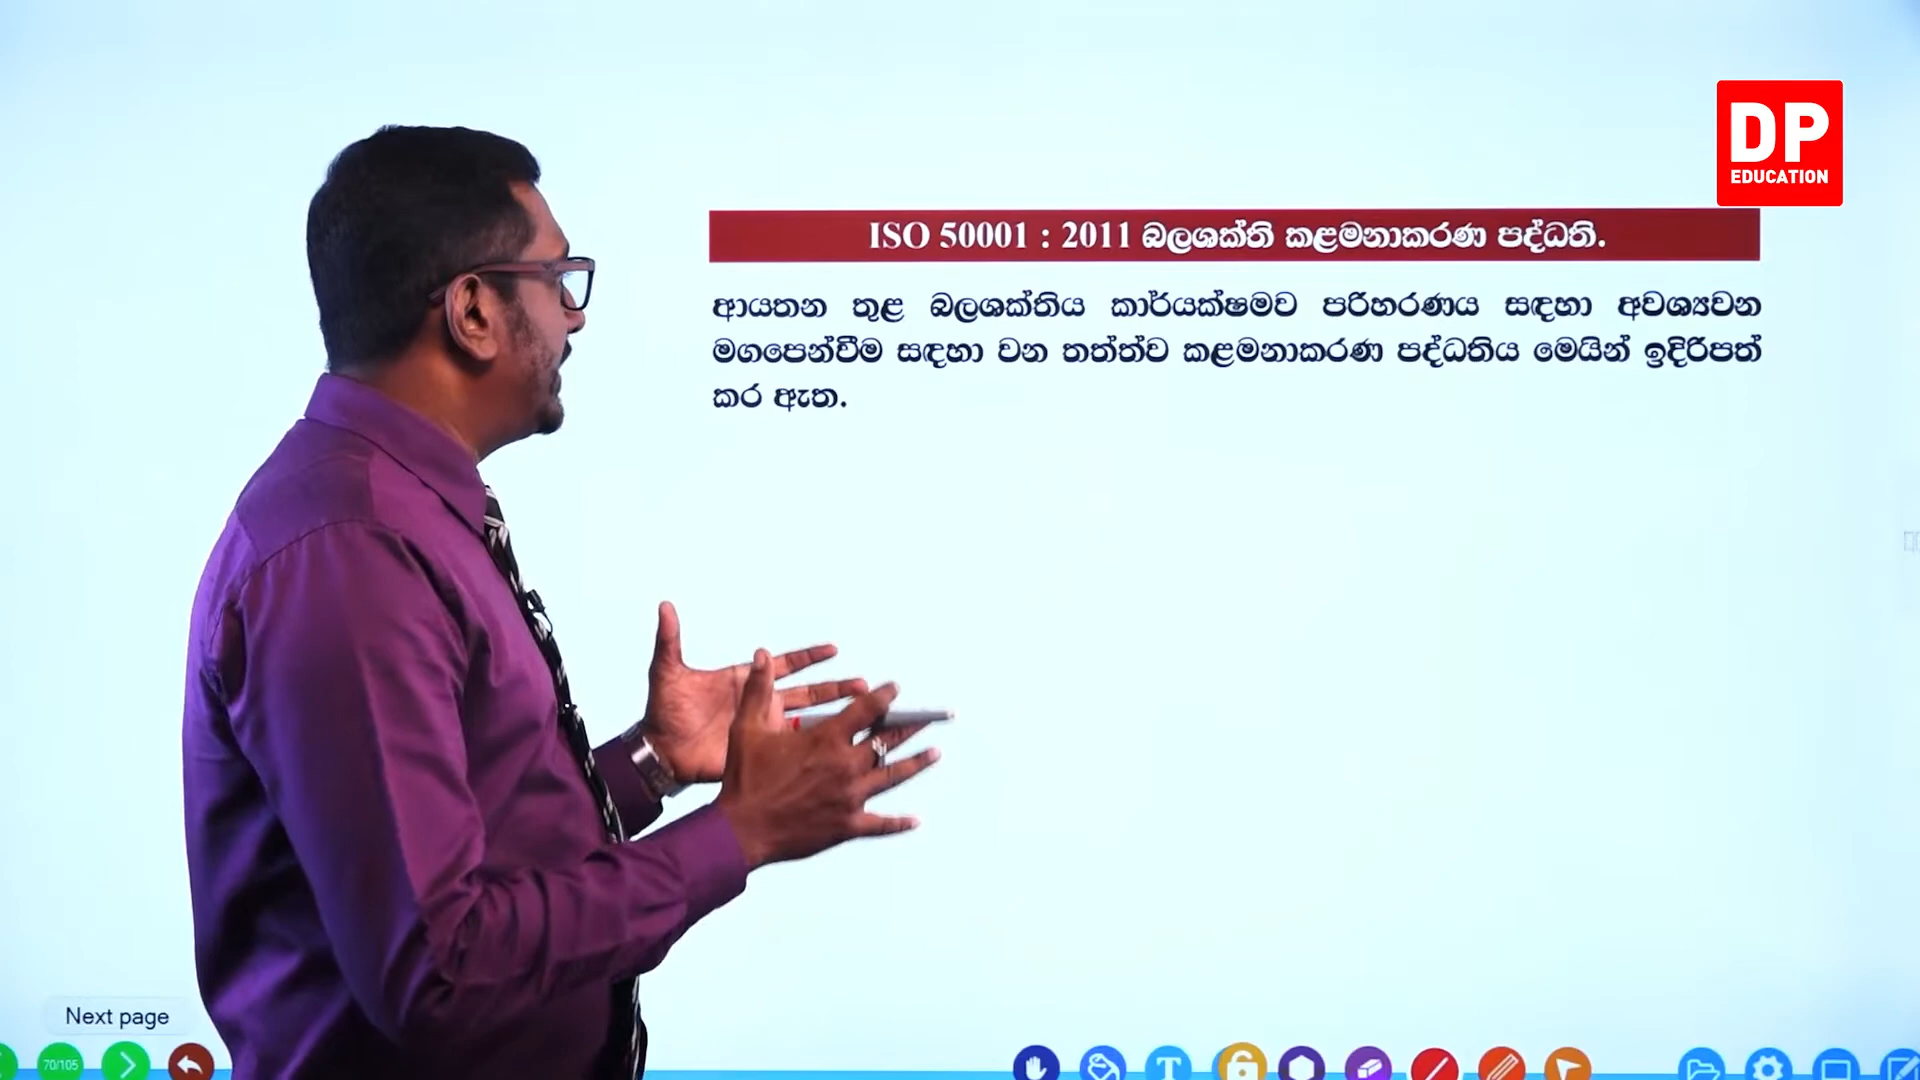 DP
EDUCATION
ISO 50001 : 2011 බලශක්ති කළමනාකරණ පද්ධති.
ආයතන තුළ බලශක්තිය කාර්යක්ෂමව පරිහරණය සඳහා අවශ්‍යවන
මගපෙන්වීම සඳහා වන තත්ත්ව කළමනාකරණ පද්ධතිය මෙයින් ඉදිරිපත්
කර ඇත.
Next page
70/105
T